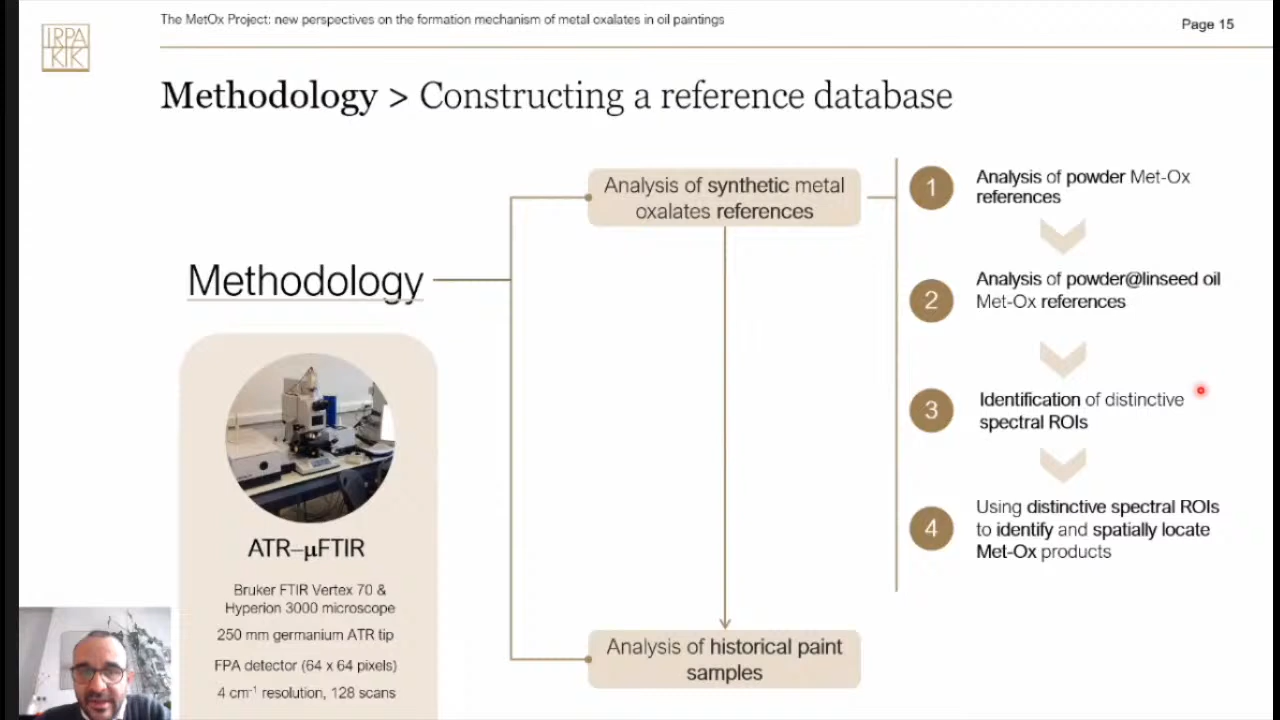 The MetOx Project: new perspectives on the formation mechanism of metal oxalates in oil paintings
Page 15
IRPA
KIK
Methodology > Constructing a reference database
Methodology
ATR–µFTIR
Bruker FTIR Vertex 70 &
Hyperion 3000 microscope
250 mm germanium ATR tip
FPA detector (64 x 64 pixels)
4 cm⁻¹ resolution, 128 scans
Analysis of synthetic metal
oxalates references
Analysis of historical paint
samples
1
Analysis of powder Met-Ox
references
2
Analysis of powder@linseed oil
Met-Ox references
3
Identification of distinctive
spectral ROIs
4
Using distinctive spectral ROIs
to identify and spatially locate
Met-Ox products